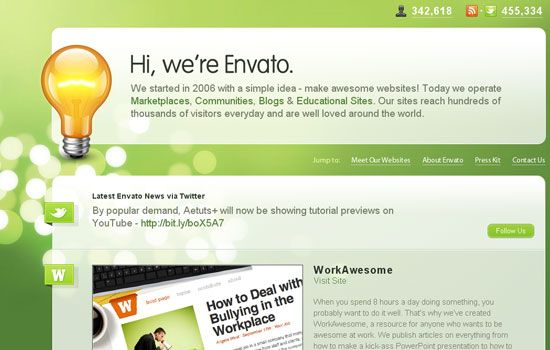 342,618 - 455,334
Hi, we're Envato.
We started in 2006 with a simple idea - make awesome websites! Today we operate
Marketplaces, Communities, Blogs & Educational Sites. Our sites reach hundreds of
thousands of visitors everyday and are well loved around the world.
Jump to: Meet Our Websites About Envato Press Kit Contact Us
Latest Envato News via Twitter
By popular demand, Aetuts+ will now be showing tutorial previews on
YouTube - http://bit.ly/boX5A7
Follow Us
W
W
How to Deal with
Bullying in the
Workplace
WorkAwesome
Visit Site
When you spend 8 hours a day doing something, you
probably want to do it well. That's why we've created
WorkAwesome, a resource for anyone who wants to be
awesome at work. We publish articles on everything
from how to make a kick-ass PowerPoint presentation to how to